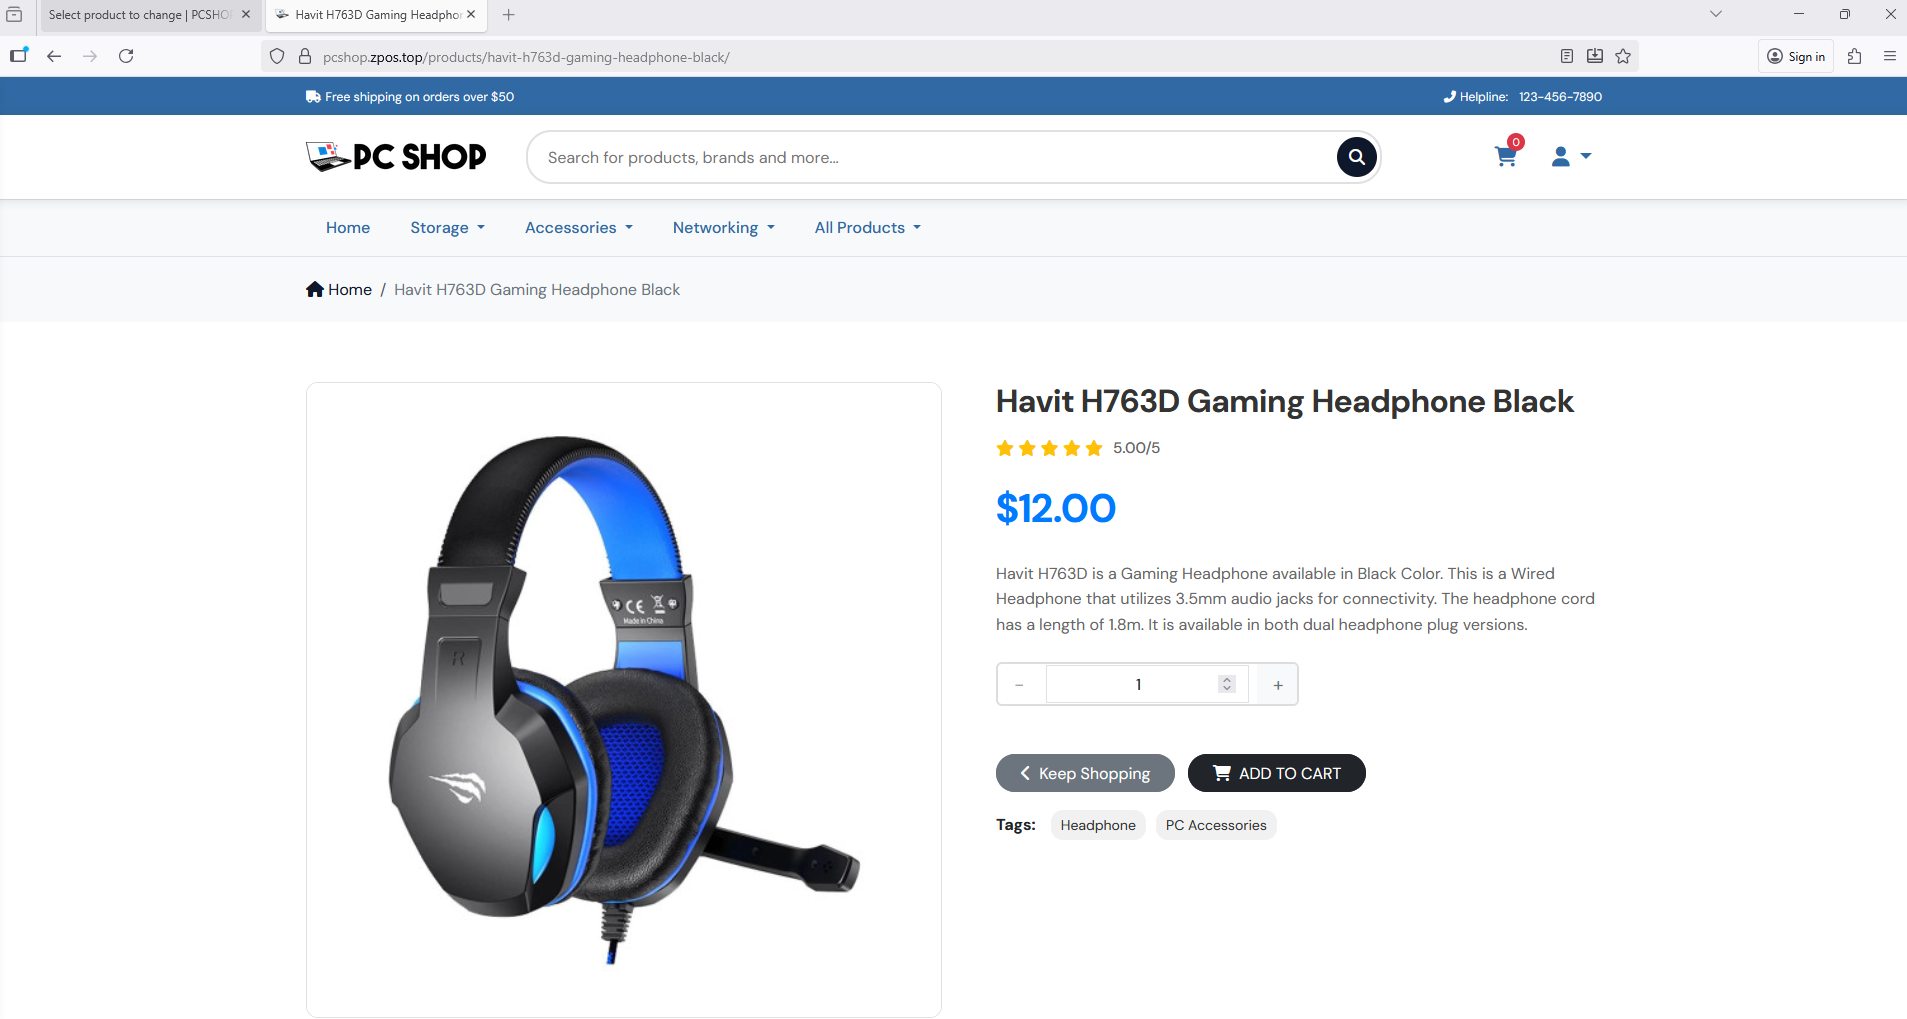 Select product to change | PCSHO
Havit H763D Gaming Headphon
pcshop.zpos.top/products/havit-h763d-gaming-headphone-black/
Sign in
Free shipping on orders over $50
Helpline: 123-456-7890
PC SHOP
Search for products, brands and more...
0
Home
Storage
Accessories
Networking
All Products
Home / Havit H763D Gaming Headphone Black
Havit H763D Gaming Headphone Black
5.00/5
$12.00
Havit H763D is a Gaming Headphone available in Black Color. This is a Wired
Headphone that utilizes 3.5mm audio jacks for connectivity. The headphone cord
has a length of 1.8m. It is available in both dual headphone plug versions.
− 1 +
Keep Shopping
ADD TO CART
Tags: Headphone PC Accessories
CE
Made in China
R